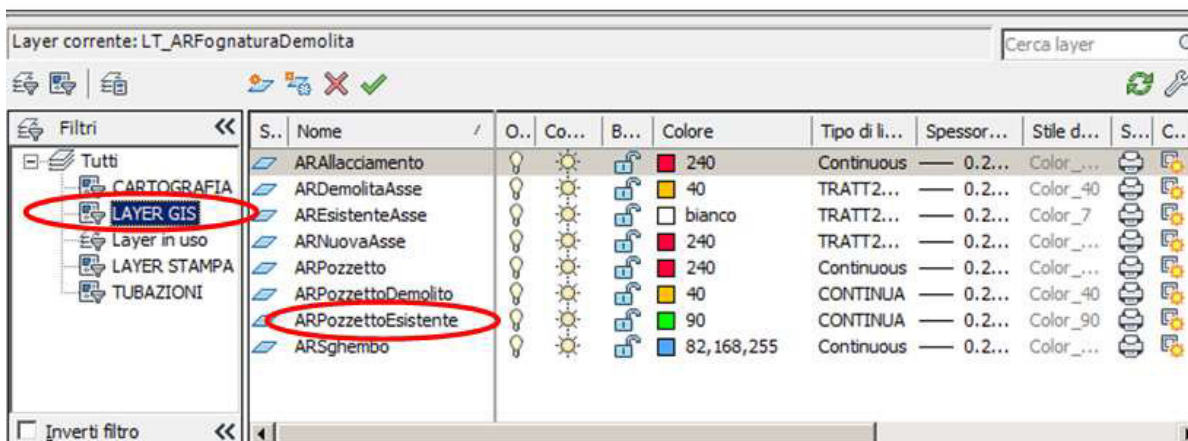 Layer corrente: LT_ARFognaturaDemolita
Cerca layer
Filtri
Tutti
CARTOGRAFIA
LAYER GIS
Layer in uso
LAYER STAMPA
TUBAZIONI
Inverti filtro
S.. Nome O.. Co... B... Colore Tipo di li... Spessor... Stile d... S... C..
ARAllacciamento 240 Continuous 0.2... Color_...
ARDemolitaAsse 40 TRATT2... 0.2... Color_40
AREsistenteAsse bianco TRATT2... 0.2... Color_7
ARNuovaAsse 240 TRATT2... 0.2... Color_...
ARPozzetto 240 Continuous 0.2... Color_...
ARPozzettoDemolito 40 CONTINUA 0.2... Color_40
ARPozzettoEsistente 90 CONTINUA 0.2... Color_90
ARSghembo 82,168,255 Continuous 0.2... Color_...